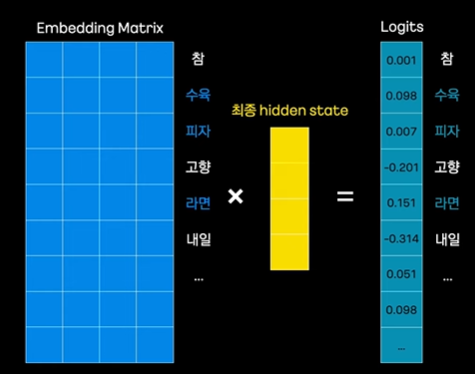 Embedding Matrix
참
수육
피자
고향
라면
내일
...
최종 hidden state
×
=
Logits
0.001
0.098
0.007
-0.201
0.151
-0.314
0.051
0.098
...
참
수육
피자
고향
라면
내일
...